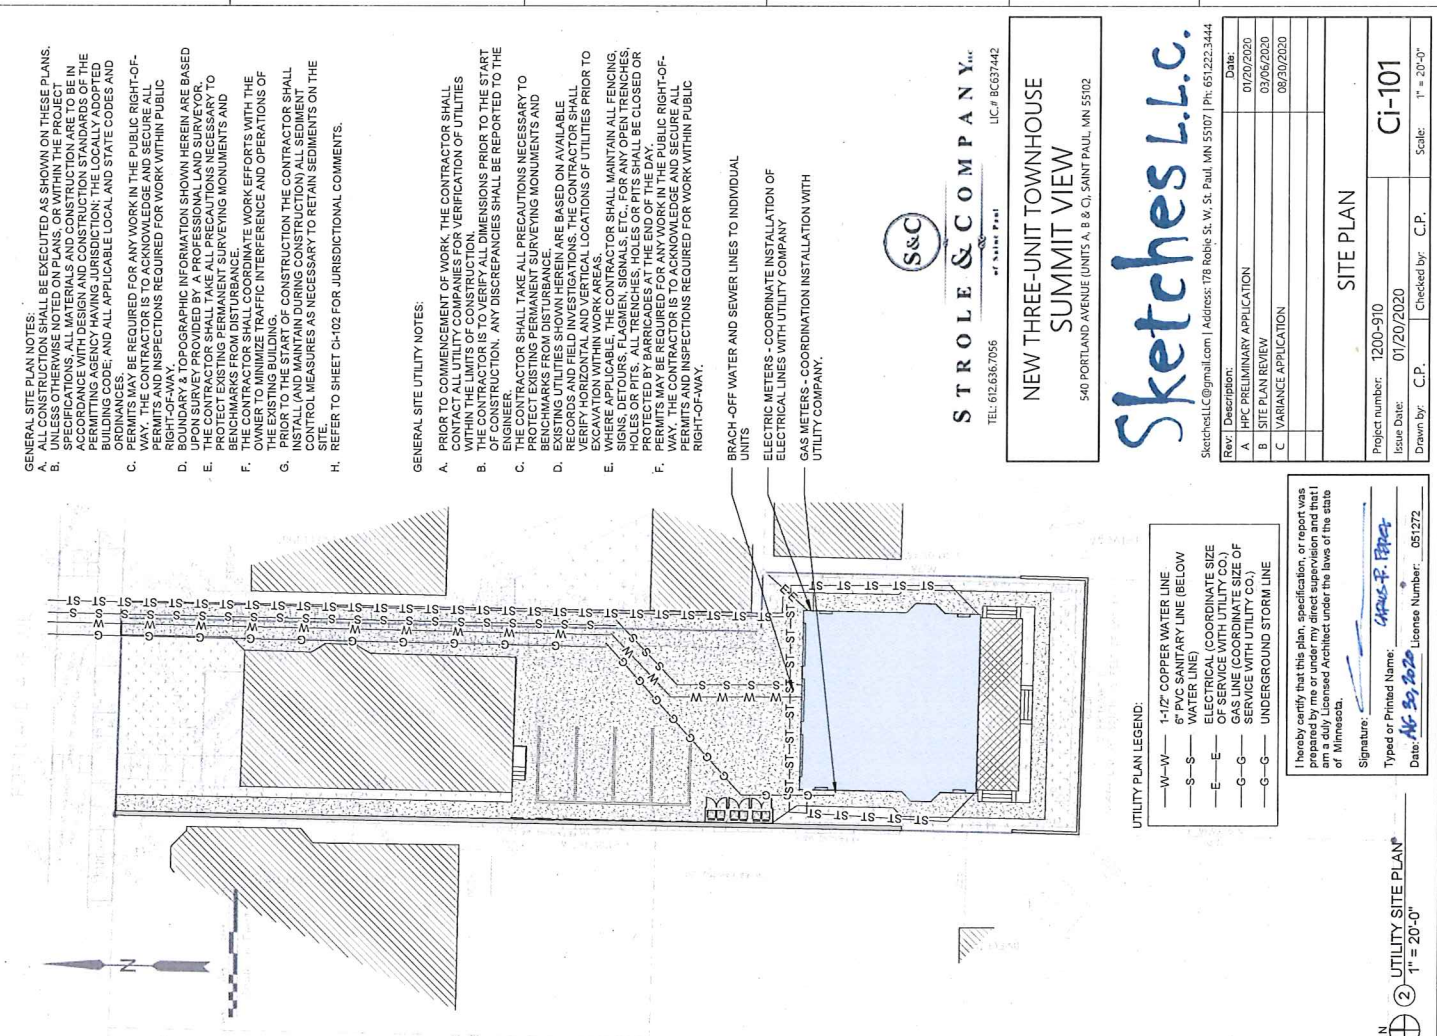 GENERAL SITE PLAN NOTES:
A. ALL CONSTRUCTION SHALL BE EXECUTED AS SHOWN ON THESE PLANS.
B. UNLESS OTHERWISE NOTED ON PLANS, OR WITHIN THE PROJECT
SPECIFICATIONS, ALL MATERIALS AND CONSTRUCTION ARE TO BE IN
ACCORDANCE WITH DESIGN AND CONSTRUCTION STANDARDS OF THE
PERMITTING AGENCY HAVING JURISDICTION; THE LOCALLY ADOPTED
BUILDING CODE; AND ALL APPLICABLE LOCAL AND STATE CODES AND
ORDINANCES.
C. PERMITS MAY BE REQUIRED FOR ANY WORK IN THE PUBLIC RIGHT-OF-
WAY. THE CONTRACTOR IS TO ACKNOWLEDGE AND SECURE ALL
PERMITS AND INSPECTIONS REQUIRED FOR WORK WITHIN PUBLIC
RIGHT-OF-WAY.
D. BOUNDARY & TOPOGRAPHIC INFORMATION SHOWN HEREIN ARE BASED
UPON SURVEY PROVIDED BY A PROFESSIONAL LAND SURVEYOR.
E. THE CONTRACTOR SHALL TAKE ALL PRECAUTIONS NECESSARY TO
PROTECT EXISTING PERMANENT SURVEYING MONUMENTS AND
BENCHMARKS FROM DISTURBANCE.
F. THE CONTRACTOR SHALL COORDINATE WORK EFFORTS WITH THE
OWNER TO MINIMIZE TRAFFIC INTERFERENCE AND OPERATIONS OF
THE EXISTING BUILDING.
G. PRIOR TO THE START OF CONSTRUCTION THE CONTRACTOR SHALL
INSTALL (AND MAINTAIN DURING CONSTRUCTION) ALL SEDIMENT
CONTROL MEASURES AS NECESSARY TO RETAIN SEDIMENTS ON THE
SITE.
H. REFER TO SHEET CI-102 FOR JURISDICTIONAL COMMENTS.
GENERAL SITE UTILITY NOTES:
A. PRIOR TO COMMENCEMENT OF WORK, THE CONTRACTOR SHALL
CONTACT ALL UTILITY COMPANIES FOR VERIFICATION OF UTILITIES
WITHIN THE LIMITS OF CONSTRUCTION.
B. THE CONTRACTOR IS TO VERIFY ALL DIMENSIONS PRIOR TO THE START
OF CONSTRUCTION. ANY DISCREPANCIES SHALL BE REPORTED TO THE
ENGINEER.
C. THE CONTRACTOR SHALL TAKE ALL PRECAUTIONS NECESSARY TO
PROTECT EXISTING PERMANENT SURVEYING MONUMENTS AND
BENCHMARKS FROM DISTURBANCE.
D. EXISTING UTILITIES SHOWN HEREIN ARE BASED ON AVAILABLE
RECORDS AND FIELD INVESTIGATIONS. THE CONTRACTOR SHALL
VERIFY HORIZONTAL AND VERTICAL LOCATIONS OF UTILITIES PRIOR TO
EXCAVATION WITHIN WORK AREAS.
E. WHERE APPLICABLE, THE CONTRACTOR SHALL MAINTAIN ALL FENCING,
SIGNS, DETOURS, FLAGMEN, SIGNALS, ETC., FOR ANY OPEN TRENCHES,
HOLES OR PITS. ALL TRENCHES, HOLES OR PITS SHALL BE CLOSED OR
PROTECTED BY BARRICADES AT THE END OF THE DAY.
F. PERMITS MAY BE REQUIRED FOR ANY WORK IN THE PUBLIC RIGHT-OF-
WAY. THE CONTRACTOR IS TO ACKNOWLEDGE AND SECURE ALL
PERMITS AND INSPECTIONS REQUIRED FOR WORK WITHIN PUBLIC
RIGHT-OF-WAY.
BRACH-OFF WATER AND SEWER LINES TO INDIVIDUAL
UNITS
ELECTRIC METERS - COORDINATE INSTALLATION OF
ELECTRICAL LINES WITH UTILITY COMPANY
GAS METERS - COORDINATION INSTALLATION WITH
UTILITY COMPANY.
S&C
STROLE & COMPANY INC
of Saint Paul
TEL: 612.636.7056 LIC.# BC637442
NEW THREE-UNIT TOWNHOUSE
SUMMIT VIEW
540 PORTLAND AVENUE (UNITS A, B & C), SAINT PAUL, MN 55102
Sketches L.L.C.
SketchesLLC@gmail.com | Address: 178 Robie St. W, St. Paul, MN 55107 | Ph: 651.222.3444
Rev: Description: Date:
A HPC PRELIMINARY APPLICATION 01/20/2020
B SITE PLAN REVIEW 03/06/2020
C VARIANCE APPLICATION 08/30/2020
SITE PLAN
Project number: 1200-910
Issue Date: 01/20/2020
Drawn by: C.P. Checked by: C.P.
Ci-101
Scale: 1" = 20'-0"
UTILITY PLAN LEGEND:
W—W 1-1/2" COPPER WATER LINE
S—S 6" PVC SANITARY LINE (BELOW
WATER LINE)
E—E ELECTRICAL (COORDINATE SIZE
OF SERVICE WITH UTILITY CO.)
G—G GAS LINE (COORDINATE SIZE OF
SERVICE WITH UTILITY CO.)
G—G UNDERGROUND STORM LINE
I hereby certify that this plan, specification, or report was
prepared by me or under my direct supervision and that I
am a duly Licensed Architect under the laws of the state
of Minnesota.
Signature:
Typed or Printed Name:
Date: AUG 30, 2020 License Number: 051272
N
2 UTILITY SITE PLAN
1" = 20'-0"
N